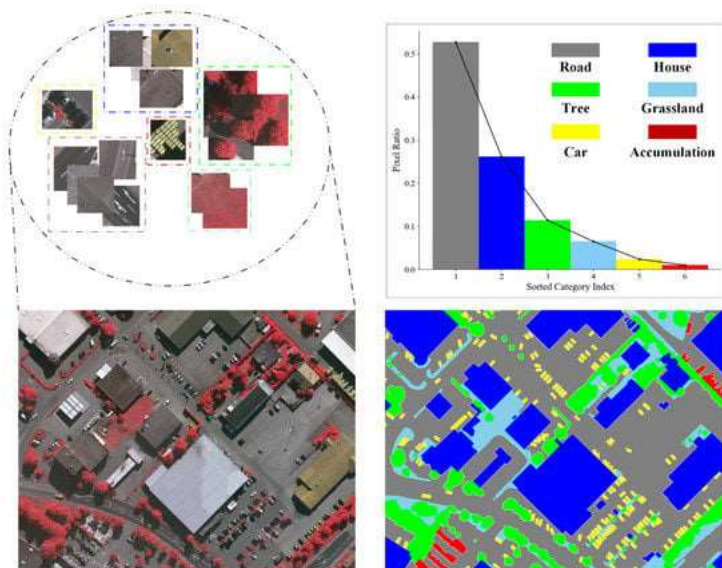 0.5
0.4
0.3
0.2
0.1
0.0
Pixel Ratio
Road
House
Tree
Grassland
Car
Accumulation
1 2 3 4 5 6
Sorted Category Index